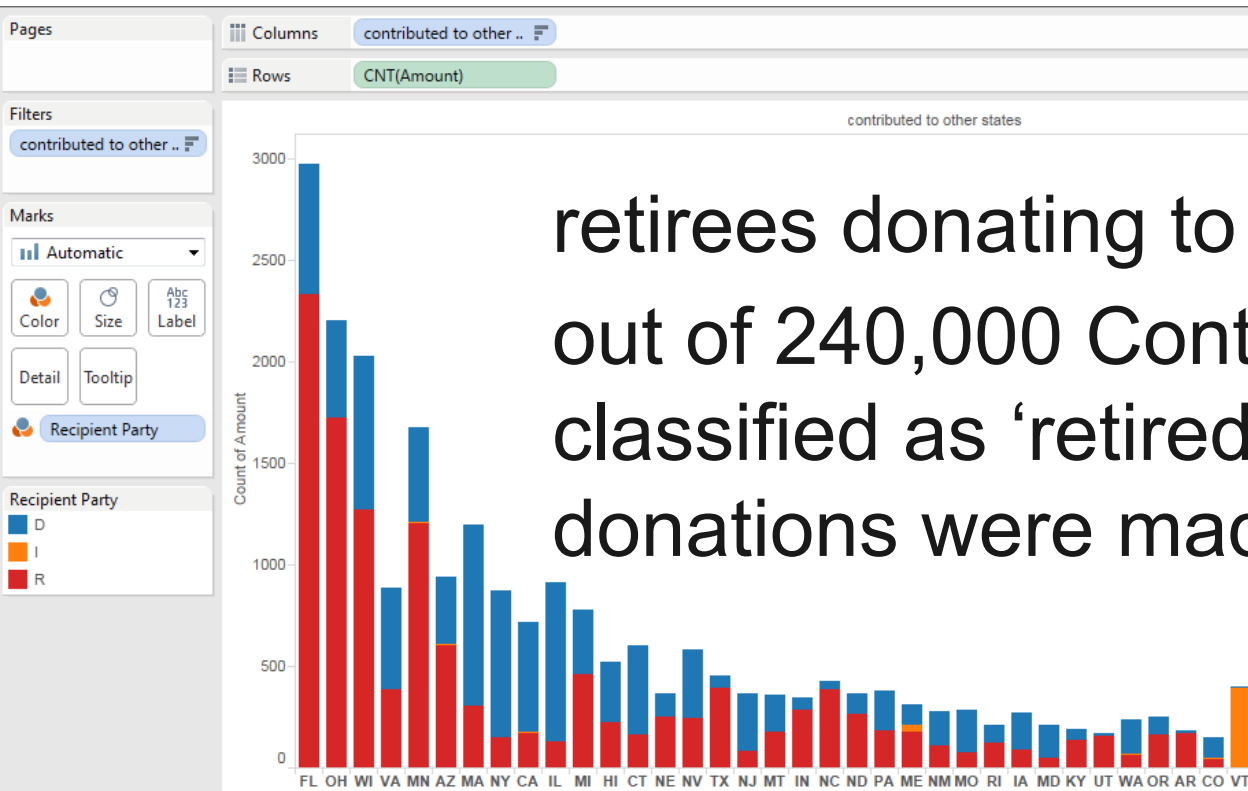 Pages
Columns
contributed to other ..
Rows
CNT(Amount)
Filters
contributed to other ..
Marks
Automatic
Color
Size
Abc
123
Label
Detail
Tooltip
Recipient Party
Recipient Party
D
I
R
contributed to other states
retirees donating to
out of 240,000 Cont
classified as ‘retired
donations were mad
Count of Amount
3000
2500
2000
1500
1000
500
0
FL OH WI VA MN AZ MA NY CA IL MI HI CT NE NV TX NJ MT IN NC ND PA ME NM MO RI IA MD KY UT WA OR AR CO VT